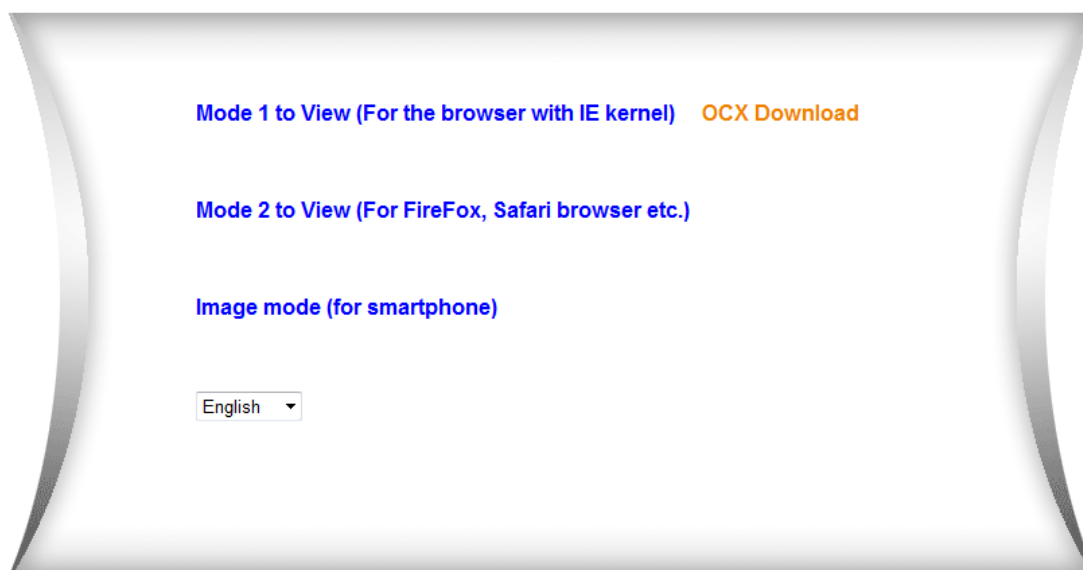 Mode 1 to View (For the browser with IE kernel) OCX Download
Mode 2 to View (For FireFox, Safari browser etc.)
Image mode (for smartphone)
English